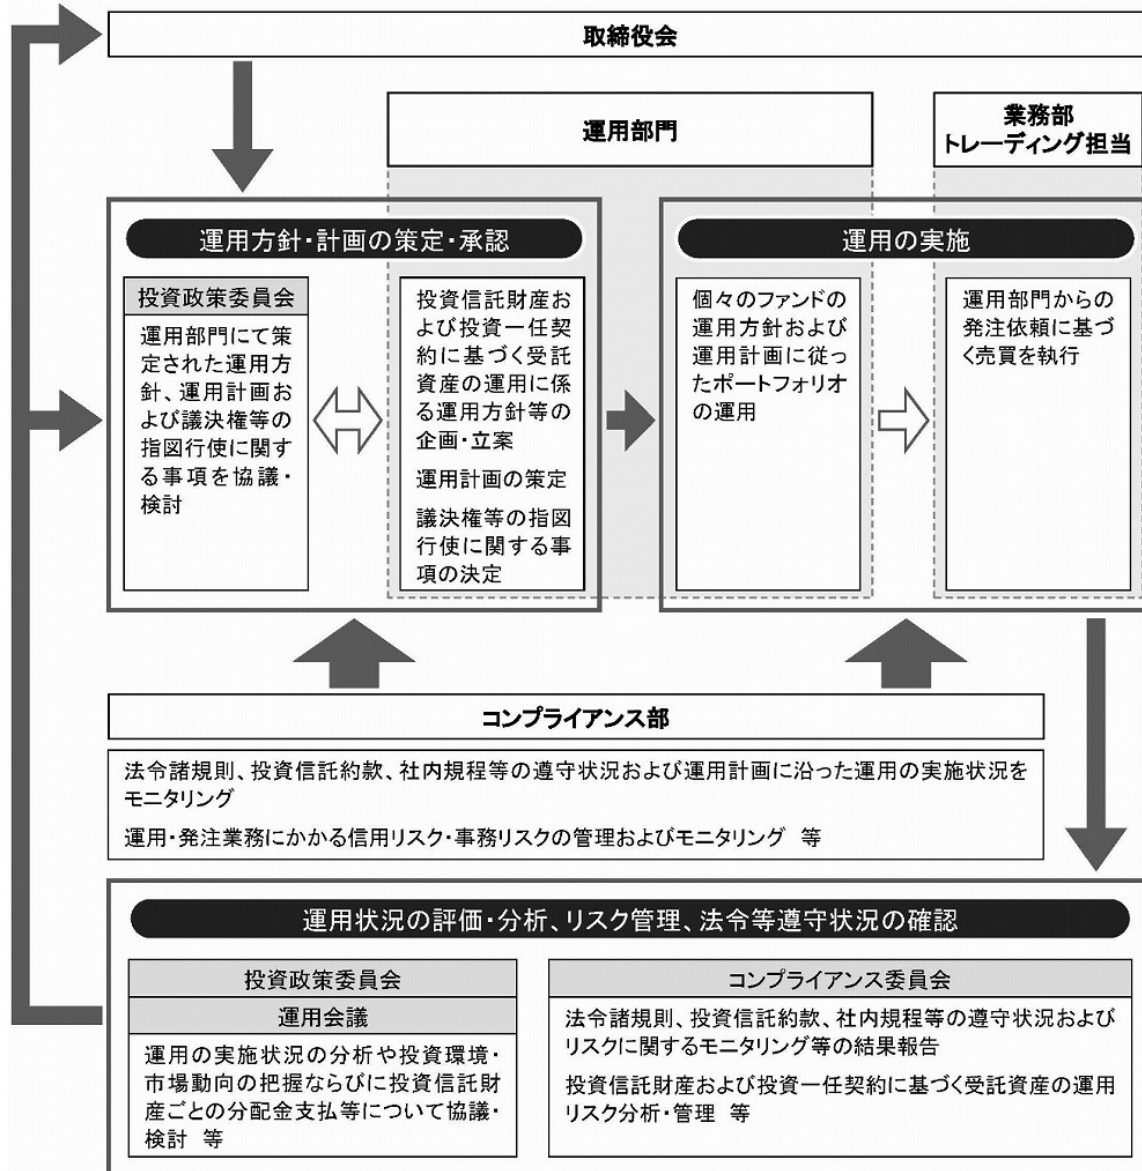 取締役会
運用部門
業務部
トレーディング担当
運用方針・計画の策定・承認
投資政策委員会
運用部門にて策
定された運用方
針、運用計画お
よび議決権等の
指図行使に関す
る事項を協議・
検討
投資信託財産お
よび投資一任契
約に基づく受託
資産の運用に係
る運用方針等の
企画・立案
運用計画の策定
議決権等の指図
行使に関する事
項の決定
運用の実施
個々のファンドの
運用方針および
運用計画に従っ
たポートフォリオ
の運用
運用部門からの
発注依頼に基づ
く売買を執行
コンプライアンス部
法令諸規則、投資信託約款、社内規程等の遵守状況および運用計画に沿った運用の実施状況を
モニタリング
運用・発注業務にかかる信用リスク・事務リスクの管理およびモニタリング 等
運用状況の評価・分析、リスク管理、法令等遵守状況の確認
投資政策委員会
運用会議
運用の実施状況の分析や投資環境・
市場動向の把握ならびに投資信託財
産ごとの分配金支払等について協議・
検討 等
コンプライアンス委員会
法令諸規則、投資信託約款、社内規程等の遵守状況および
リスクに関するモニタリング等の結果報告
投資信託財産および投資一任契約に基づく受託資産の運用
リスク分析・管理 等